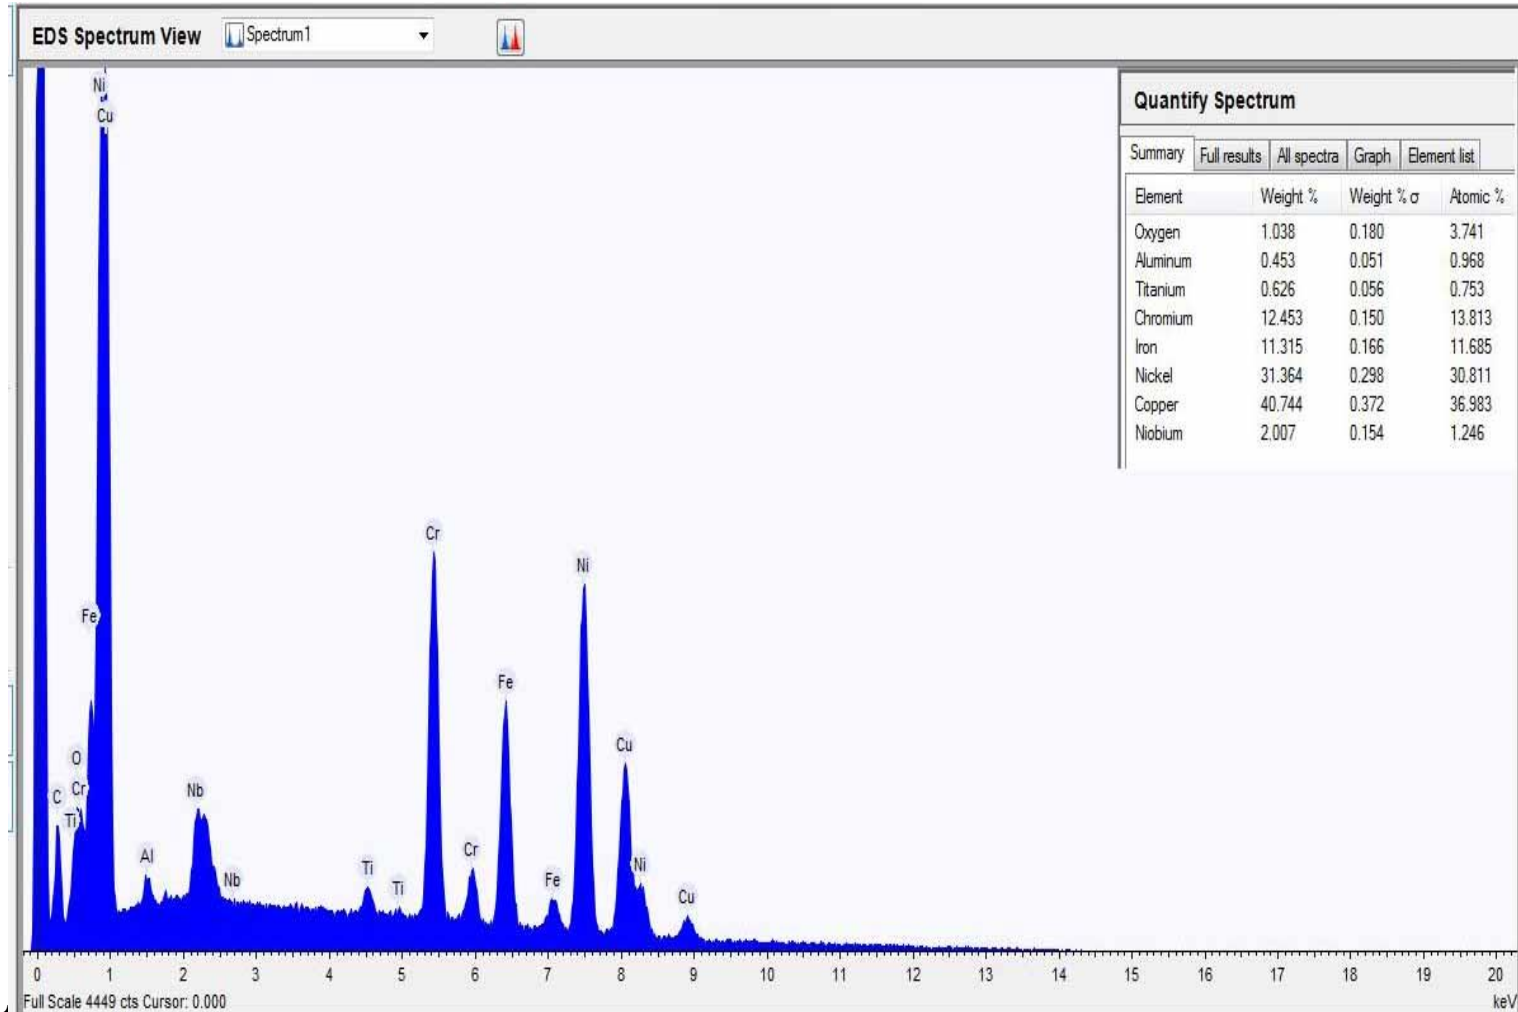 EDS Spectrum View Spectrum1
Quantify Spectrum
Summary Full results All spectra Graph Element list
Element Weight % Weight % σ Atomic %
Oxygen 1.038 0.180 3.741
Aluminum 0.453 0.051 0.968
Titanium 0.626 0.056 0.753
Chromium 12.453 0.150 13.813
Iron 11.315 0.166 11.685
Nickel 31.364 0.298 30.811
Copper 40.744 0.372 36.983
Niobium 2.007 0.154 1.246
Ni
Cu
Cr
Ni
Fe
Fe
Cu
O
C
Cr
Nb
Ti
Al
Cr
Ni
Ti
Nb
Fe
Ti
Cu
0 1 2 3 4 5 6 7 8 9 10 11 12 13 14 15 16 17 18 19 20
Full Scale 4449 cts Cursor: 0.000 keV